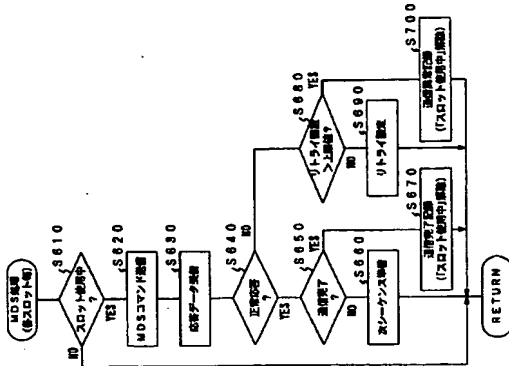 MDS処理
(各スロット毎)
S610
スロット使用中
?
NO
YES
S620
MDSコマンド送信
S630
応答データ受信
S640
正常応答
?
NO
YES
S650
通信完了
?
YES
NO
S660
次シーケンス準備
S670
通信完了記録
(「スロット使用中」解除)
S680
リトライ回数
>上限値?
YES
NO
S690
リトライ設定
S700
通信異常記録
(「スロット使用中」解除)
RETURN